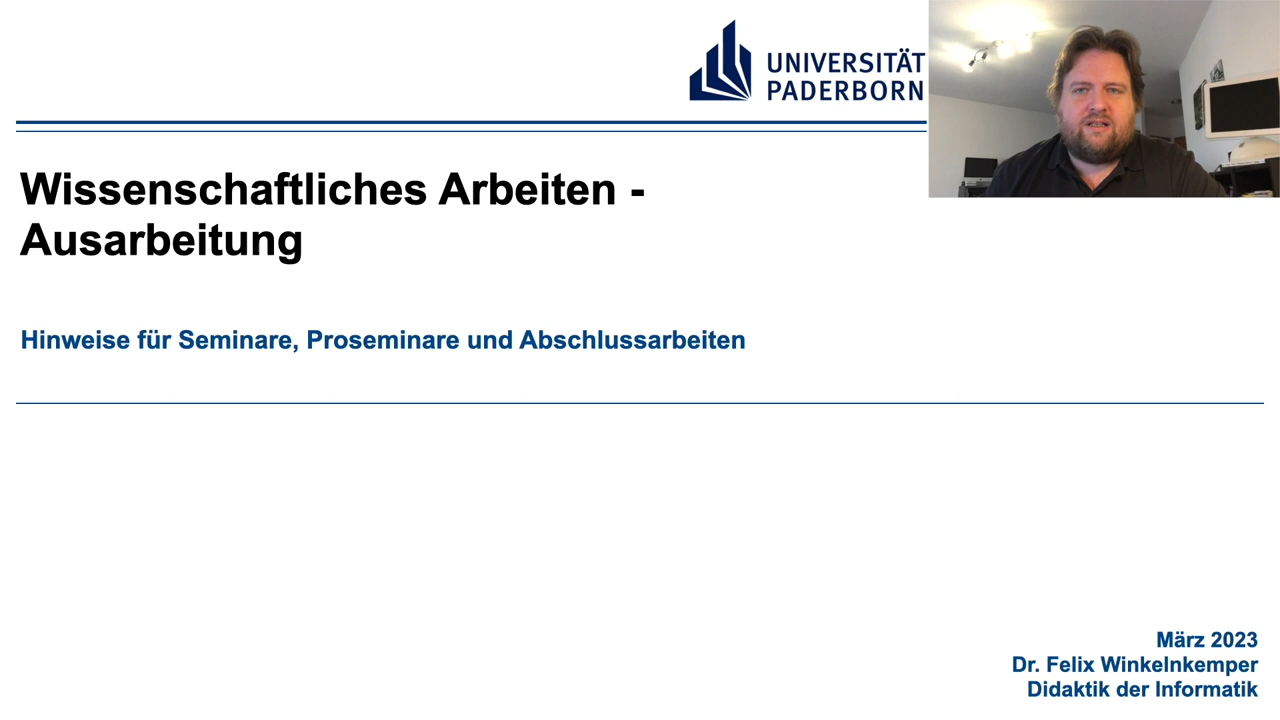 UNIVERSITÄT
PADERBORN
Wissenschaftliches Arbeiten -
Ausarbeitung
Hinweise für Seminare, Proseminare und Abschlussarbeiten
März 2023
Dr. Felix Winkelnkemper
Didaktik der Informatik